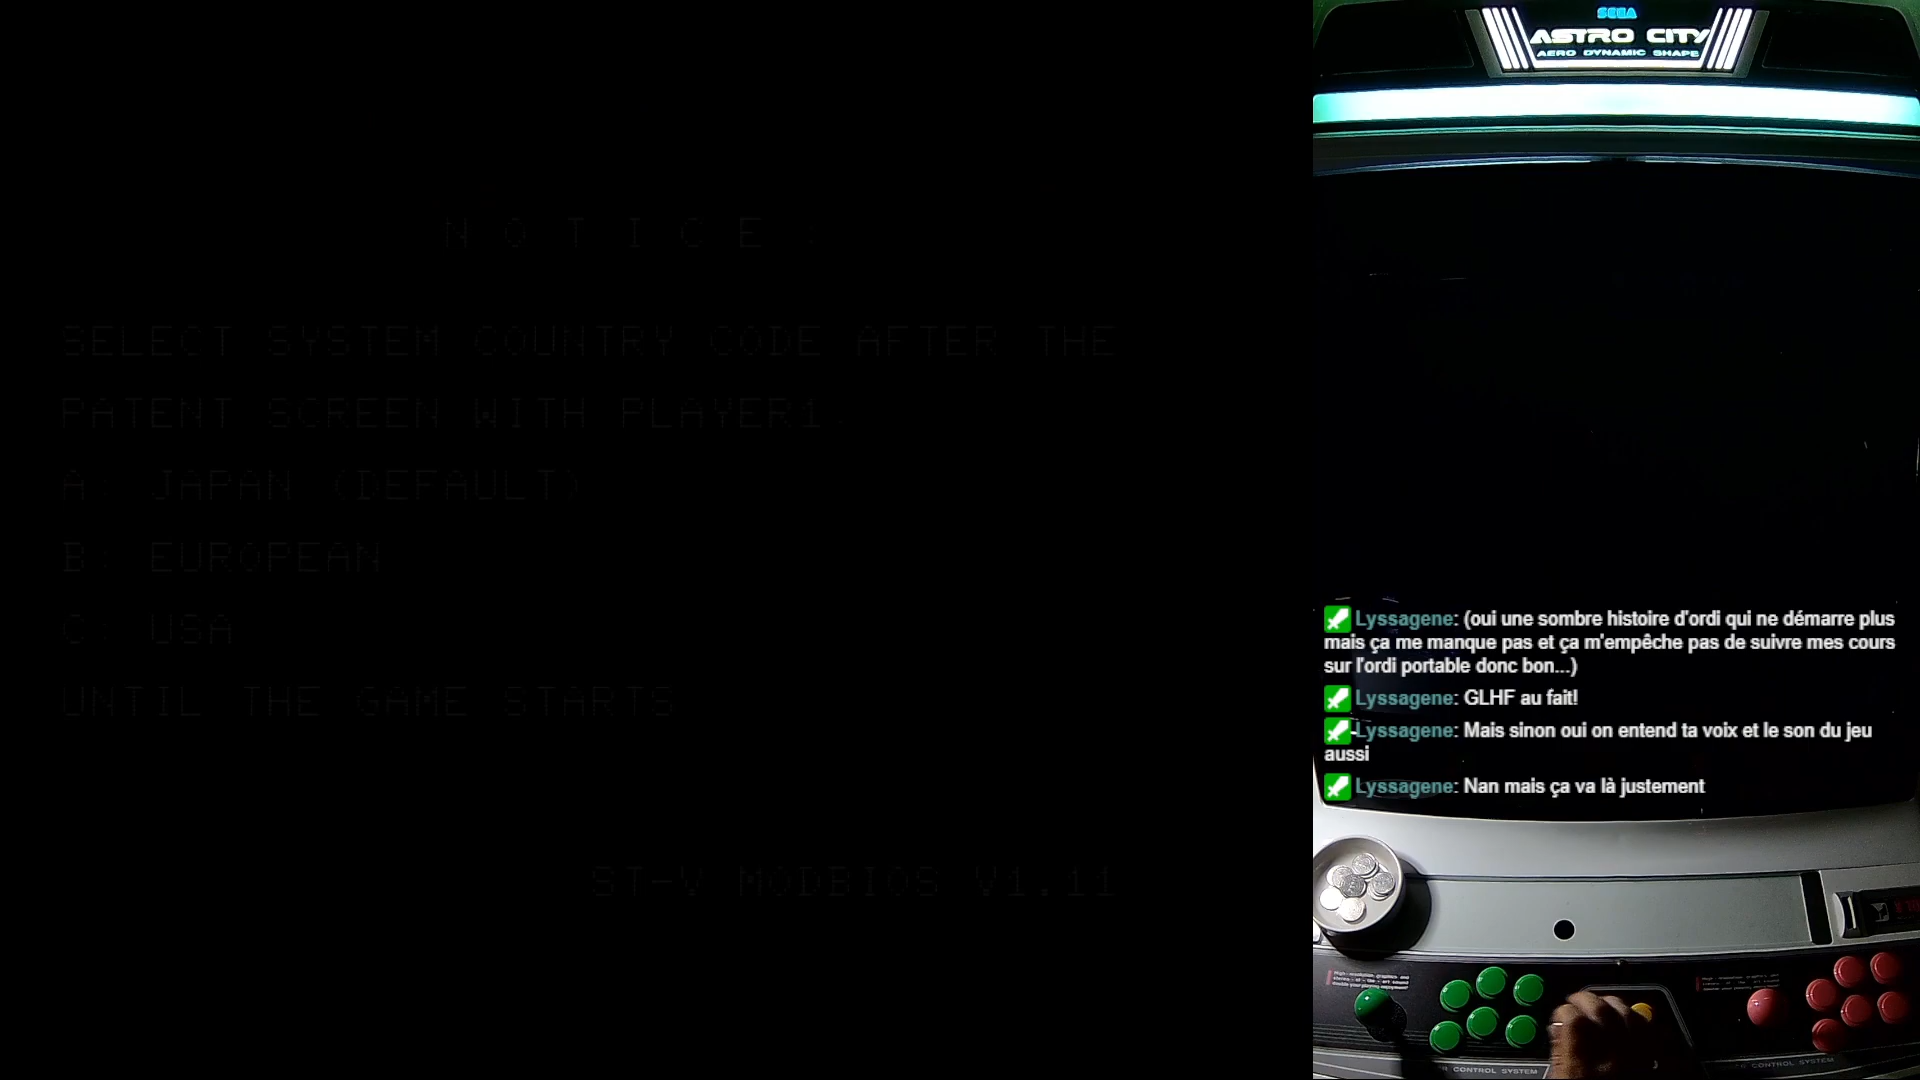 N O T I C E :
SELECT SYSTEM COUNTRY CODE AFTER THE
PATENT SCREEN WITH PLAYER1.
A: JAPAN (DEFAULT)
B: EUROPEAN
C: USA
UNTIL THE GAME STARTS
ST-V MODBIOS V1.11
SEGA
ASTRO CITY
AERO DYNAMIC SHAPE
Lyssagene: (oui une sombre histoire d'ordi qui ne démarre plus
mais ça me manque pas et ça m'empêche pas de suivre mes cours
sur l'ordi portable donc bon...)
Lyssagene: GLHF au fait!
Lyssagene: Mais sinon oui on entend ta voix et le son du jeu
aussi
Lyssagene: Nan mais ça va là justement
CONTROL SYSTEM
CONTROL SYSTEM